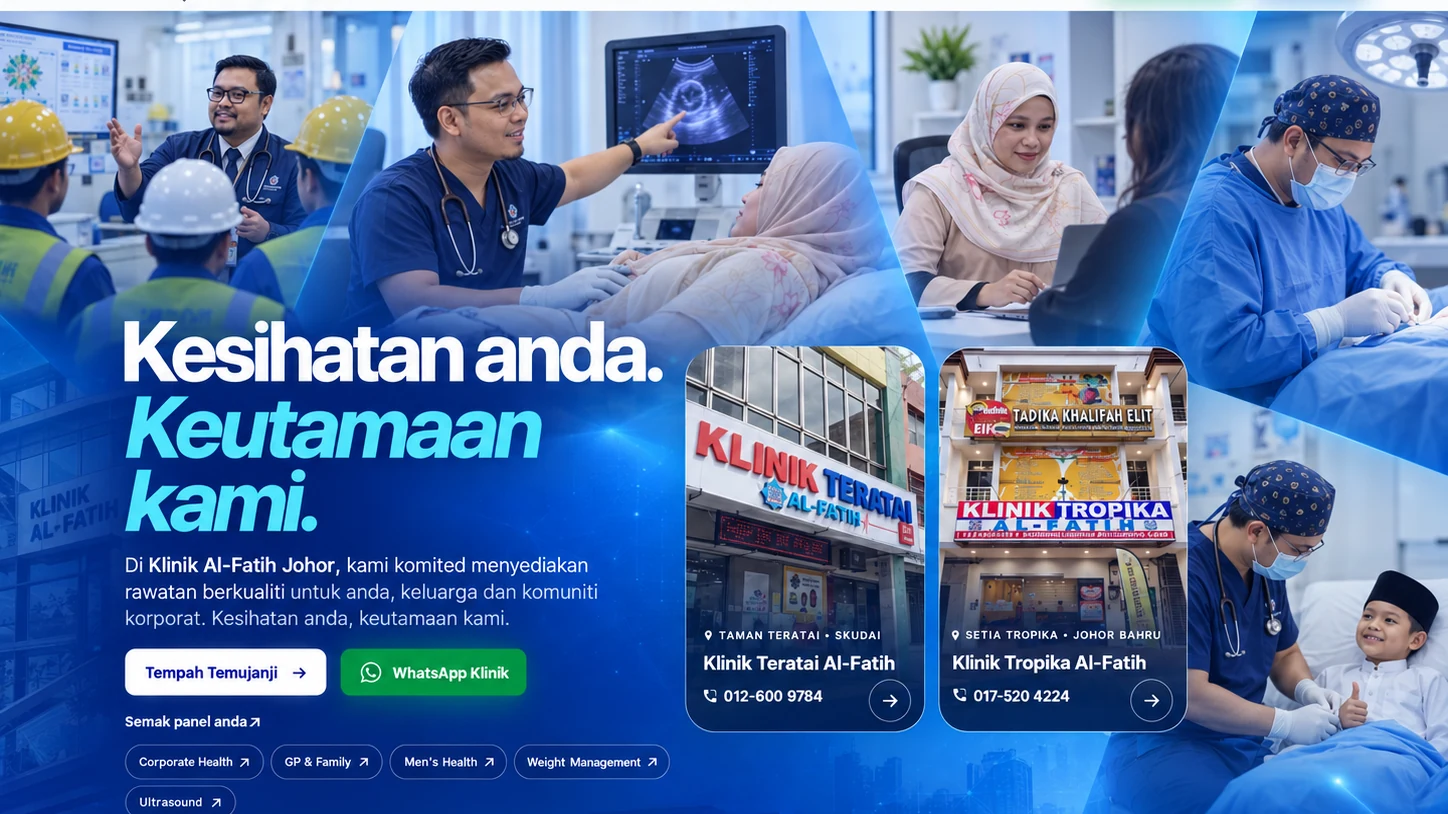 Kesihatan anda.
Keutamaan
kami.
Di Klinik Al-Fatih Johor, kami komited menyediakan
rawatan berkualiti untuk anda, keluarga dan komuniti
korporat. Kesihatan anda, keutamaan kami.
Tempah Temujanji →
WhatsApp Klinik
Semak panel anda ↗
Corporate Health ↗
GP & Family ↗
Men's Health ↗
Weight Management ↗
Ultrasound ↗
KLINIK TERATAI
AL-FATIH
TAMAN TERATAI • SKUDAI
Klinik Teratai Al-Fatih
012-600 9784
→
TADIKA KHALIFAH ELIT
KLINIK TROPIKA
AL-FATIH
SETIA TROPIKA • JOHOR BAHRU
Klinik Tropika Al-Fatih
017-520 4224
→
KLINIK
AL-FATIH